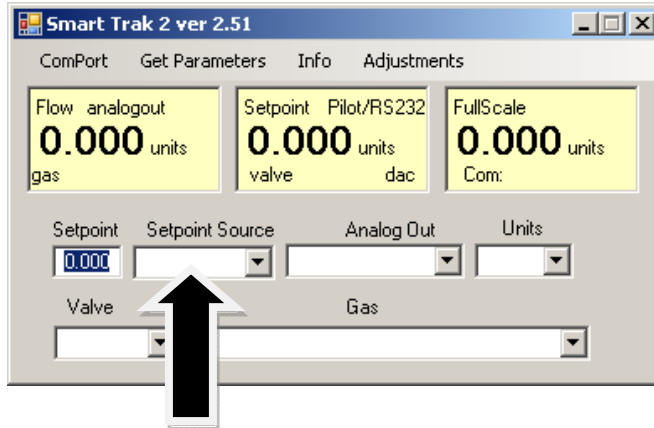 Smart Trak 2 ver 2.51
ComPort Get Parameters Info Adjustments
Flow analogout
0.000 units
gas
Setpoint Pilot/RS232
0.000 units
valve dac
FullScale
0.000 units
Com:
Setpoint Setpoint Source Analog Out Units
0.000
Valve Gas